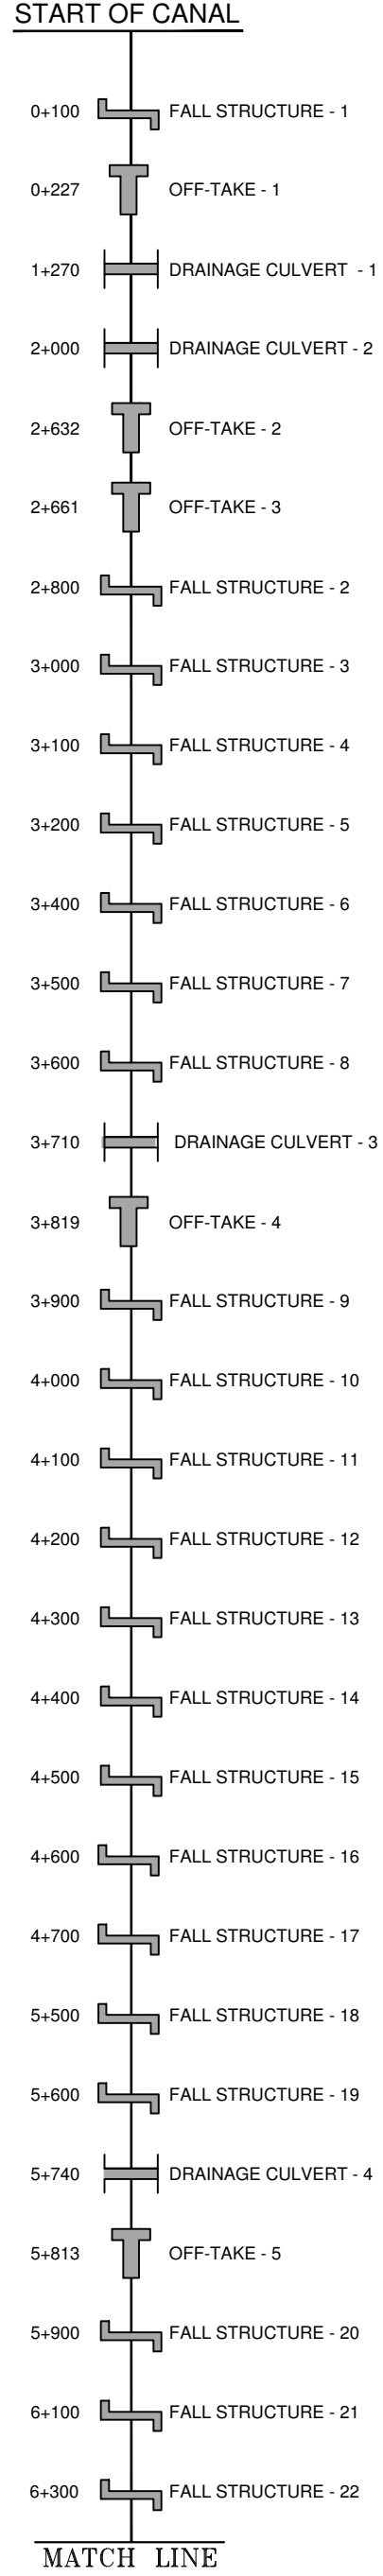 START OF CANAL
0+100 FALL STRUCTURE - 1
0+227 OFF-TAKE - 1
1+270 DRAINAGE CULVERT - 1
2+000 DRAINAGE CULVERT - 2
2+632 OFF-TAKE - 2
2+661 OFF-TAKE - 3
2+800 FALL STRUCTURE - 2
3+000 FALL STRUCTURE - 3
3+100 FALL STRUCTURE - 4
3+200 FALL STRUCTURE - 5
3+400 FALL STRUCTURE - 6
3+500 FALL STRUCTURE - 7
3+600 FALL STRUCTURE - 8
3+710 DRAINAGE CULVERT - 3
3+819 OFF-TAKE - 4
3+900 FALL STRUCTURE - 9
4+000 FALL STRUCTURE - 10
4+100 FALL STRUCTURE - 11
4+200 FALL STRUCTURE - 12
4+300 FALL STRUCTURE - 13
4+400 FALL STRUCTURE - 14
4+500 FALL STRUCTURE - 15
4+600 FALL STRUCTURE - 16
4+700 FALL STRUCTURE - 17
5+500 FALL STRUCTURE - 18
5+600 FALL STRUCTURE - 19
5+740 DRAINAGE CULVERT - 4
5+813 OFF-TAKE - 5
5+900 FALL STRUCTURE - 20
6+100 FALL STRUCTURE - 21
6+300 FALL STRUCTURE - 22
MATCH LINE